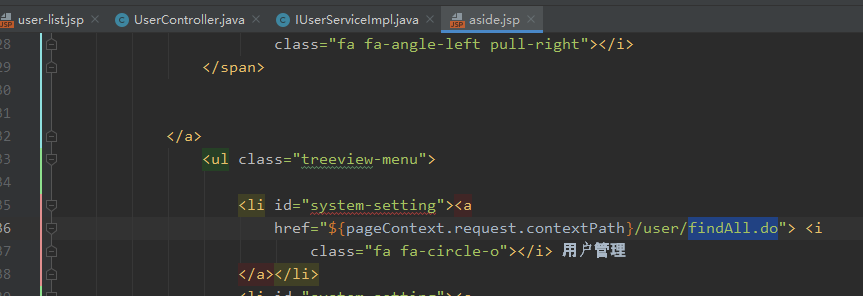 user-list.jsp UserController.java IUserServiceImpl.java aside.jsp
28 class="fa fa-angle-left pull-right"></i>
29 </span>
30
31
32 </a>
33 <ul class="treeview-menu">
34
35 <li id="system-setting"><a
36 href="${pageContext.request.contextPath}/user/findAll.do"> <i
37 class="fa fa-circle-o"></i> 用户管理
38 </a></li>